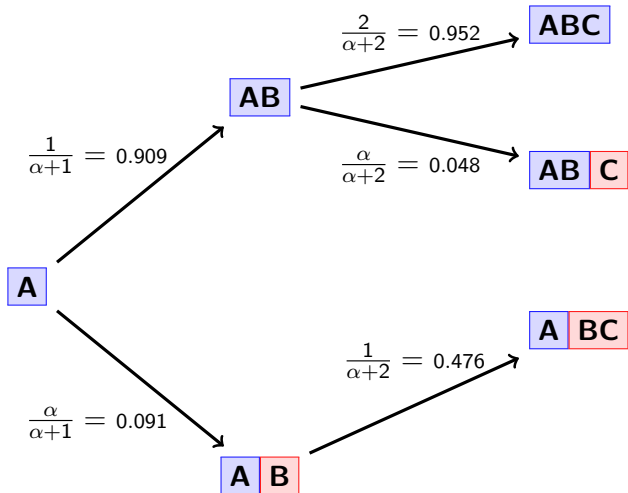 2/(α+2) = 0.952
ABC
AB
1/(α+1) = 0.909
α/(α+2) = 0.048
AB C
A
A BC
1/(α+2) = 0.476
α/(α+1) = 0.091
A B